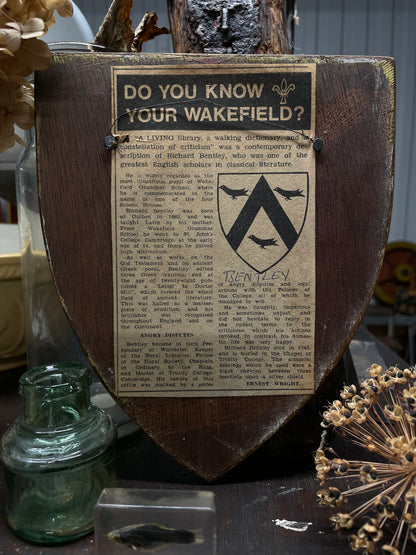 DO YOU KNOW
YOUR WAKEFIELD?
"A LIVING library, a walking dictionary, and a
constellation of criticism" was a contemporary de-
scription of Richard Bentley, who was one of the
greatest English scholars in classical literature.
He is widely regarded as the
most illustrious pupil of Wake-
field Grammar School, where
he is commemorated in the
name of one of the four
School Houses.
Richard Bentley was born
at Oulton in 1662 and was
taught Latin by his mother.
From Wakefield Grammar
School he went to St. John's
College, Cambridge, at the early
age of 14, and there he gained
high distinction.
As well as works on the
Old Testament and on ancient
Greek poets, Bentley edited
three Greek lexicons, and at
the age of twenty-eight pub-
lished a "Letter to Doctor
Mill", which covered the whole
field of ancient literature.
This was hailed as a master-
piece of erudition, and his
brilliance was recognised
throughout England and on
the Continent.
ANGRY DISPUTES
Bentley became in turn Pre-
bendary of Worcester, Keeper
of the Royal Libraries, Fellow
of the Royal Society, Chaplain
in Ordinary to the King,
and Master of Trinity College,
Cambridge. His tenure of this
office was marked by a series
BENTLEY
of angry disputes and legal
actions with the Fellows of
the College all of which he
managed to win.
He was haughty, imperious
and sometimes unjust, and
did not hesitate to reply in
the rudest terms to the
criticisms which his actions
invoked. In contrast, his domes-
tic life was very happy.
Richard Bentley died in 1742
and is buried in the Chapel of
Trinity College. The armorial
bearings which he used were a
black chevron between three
martlets upon a silver shield.
ERNEST WRIGHT.